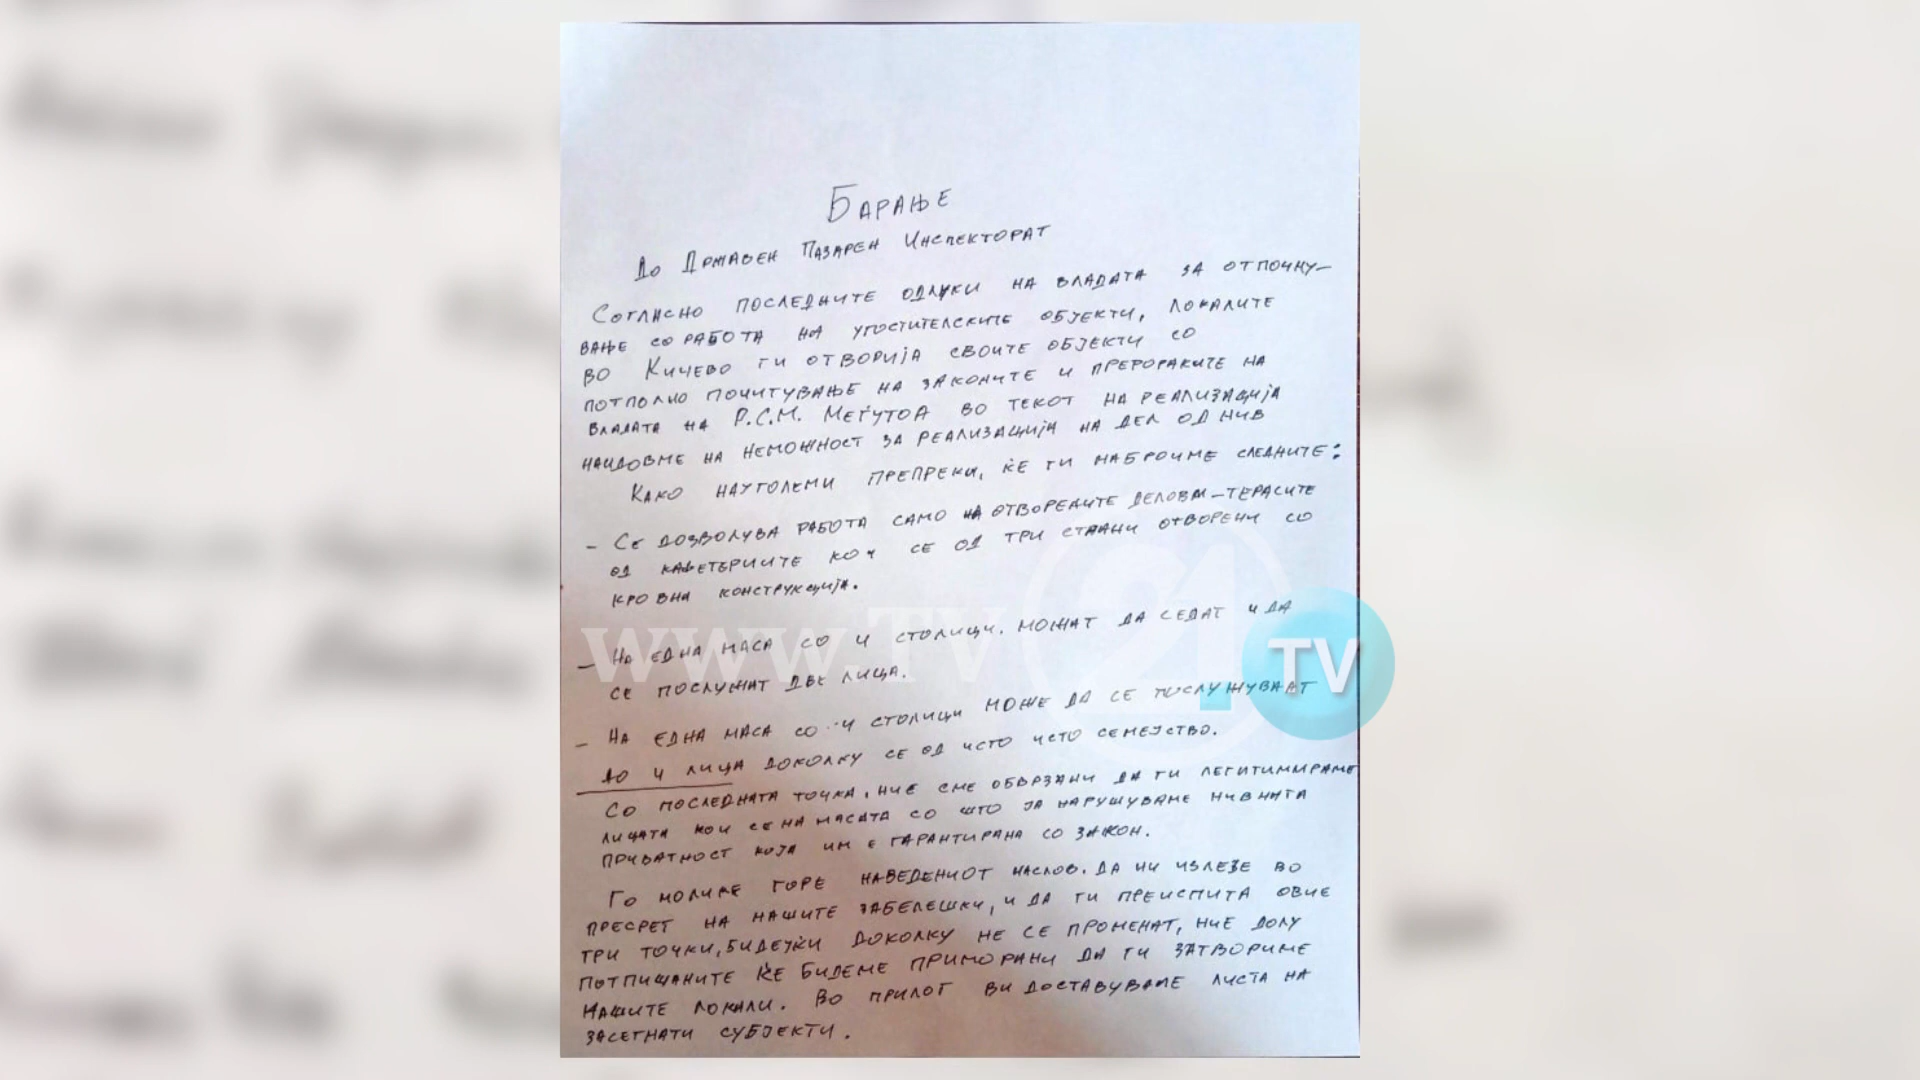 Барање
До Државен Пазарен Инспекторат
Согласно последните одлуки на владата за отпочну-
вање со работа на угостителските објекти, локалите
во Кичево ги отворија своите објекти со
потполно почитување на законите и препораките на
владата на Р.С.М. Меѓутоа во текот на реализација
наидовме на неможност за реализација на дел од нив
Како најголеми препреки, ќе ги наброиме следните:
- Се дозволува работа само на отворените делови-терасите
од кафетериите кои се од три страни отворени со
кровна конструкција.
- На една маса со 4 столици. можат да седат и да
се послужат две лица.
- На една маса со 4 столици може да се послужуваат
до 4 лица доколку се од исто исто семејство.
Со последната точка, ние сме обврзани да ги легитимираме
лицата кои се на масата со што ја нарушуваме нивната
приватност која им е гарантирана со закон.
Го молиме горе наведениот наслов. да ни излезе во
пресрет на нашите забелешки, и да ги преиспита овие
три точки, бидејќи доколку не се променат, ние долу
потпишаните ќе бидеме приморани да ги затвориме
нашите локали. Во прилог ви доставуваме листа на
засегнати субјекти.
www.TV21
TV